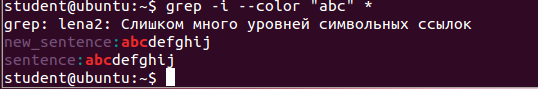 student@ubuntu:~$ grep -i --color "abc" *
grep: lena2: Слишком много уровней символьных ссылок
new_sentence:abcdefghij
sentence:abcdefghij
student@ubuntu:~$